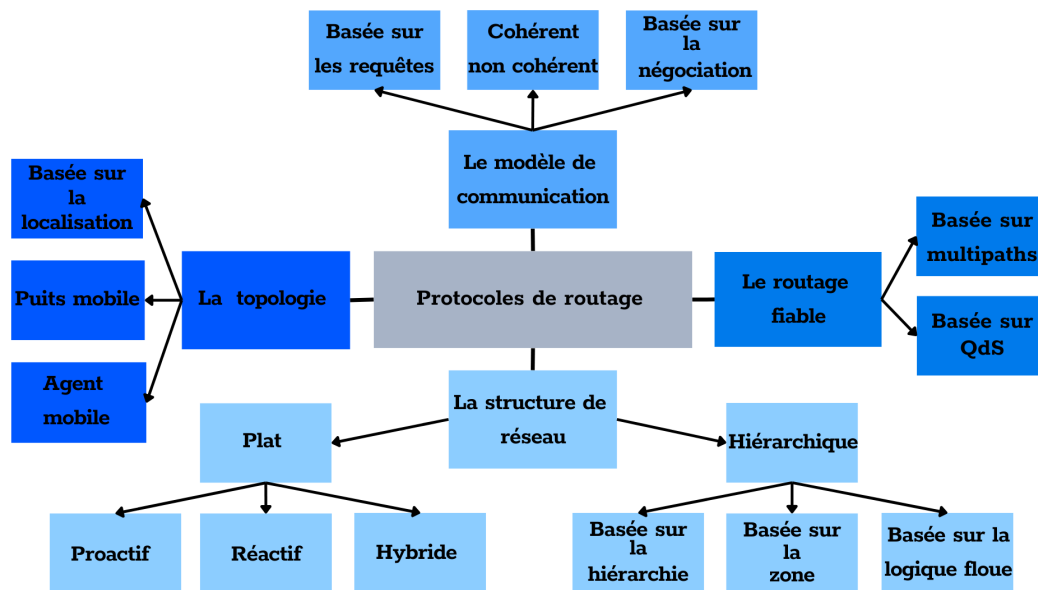 Basée sur
les requêtes
Cohérent
non cohérent
Basée sur
la
négociation
Le modèle de
communication
Basée sur
la
localisation
Puits mobile
Agent
mobile
La topologie
Protocoles de routage
Le routage
fiable
Basée sur
multipaths
Basée sur
QdS
La structure de
réseau
Plat
Hiérarchique
Proactif
Réactif
Hybride
Basée sur
la
hiérarchie
Basée sur
la
zone
Basée sur la
logique floue